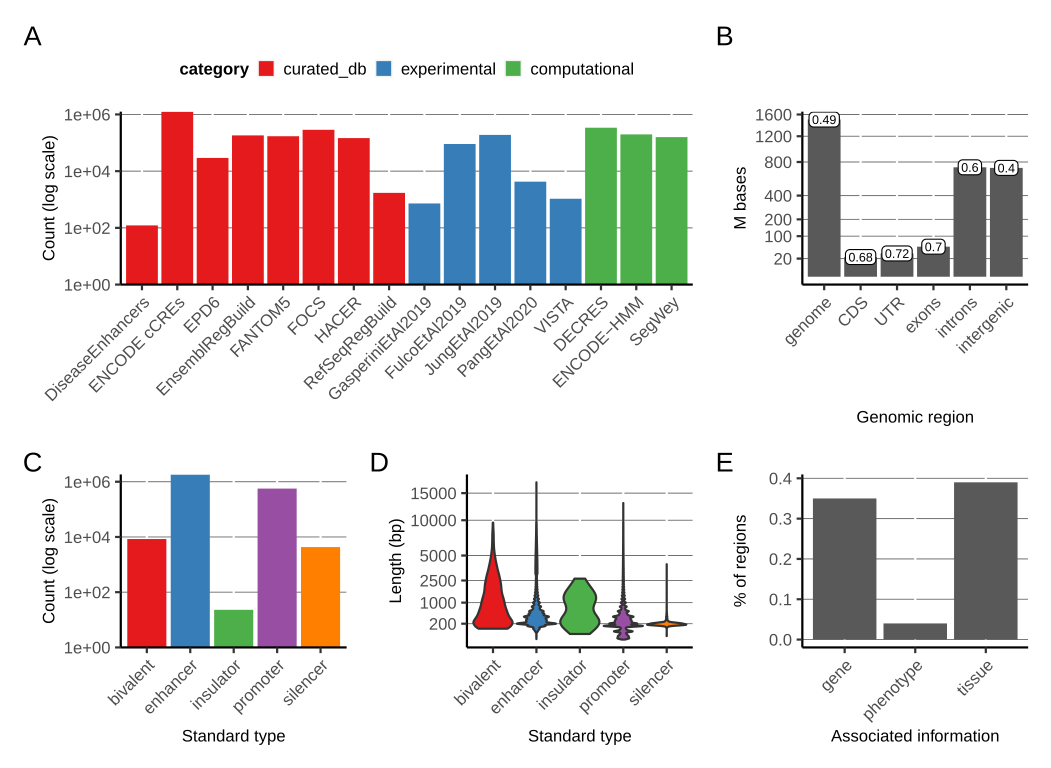 A
category curated_db experimental computational
Count (log scale)
1e+06
1e+04
1e+02
1e+00
DiseaseEnhancers
ENCODE cCREs
EPD6
EnsemblRegBuild
FANTOM5
FOCS
HACER
RefSeqRegBuild
GasperiniEtAl2019
FulcoEtAl2019
JungEtAl2019
PangEtAl2020
VISTA
DECRES
ENCODE−HMM
SegWey
B
M bases
1600
1200
800
400
200
100
20
0.49
0.68
0.72
0.7
0.6
0.4
genome
CDS
UTR
exons
introns
intergenic
Genomic region
C
Count (log scale)
1e+06
1e+04
1e+02
1e+00
bivalent
enhancer
insulator
promoter
silencer
Standard type
D
Length (bp)
15000
10000
5000
2500
1000
200
bivalent
enhancer
insulator
promoter
silencer
Standard type
E
% of regions
0.4
0.3
0.2
0.1
0.0
gene
phenotype
tissue
Associated information